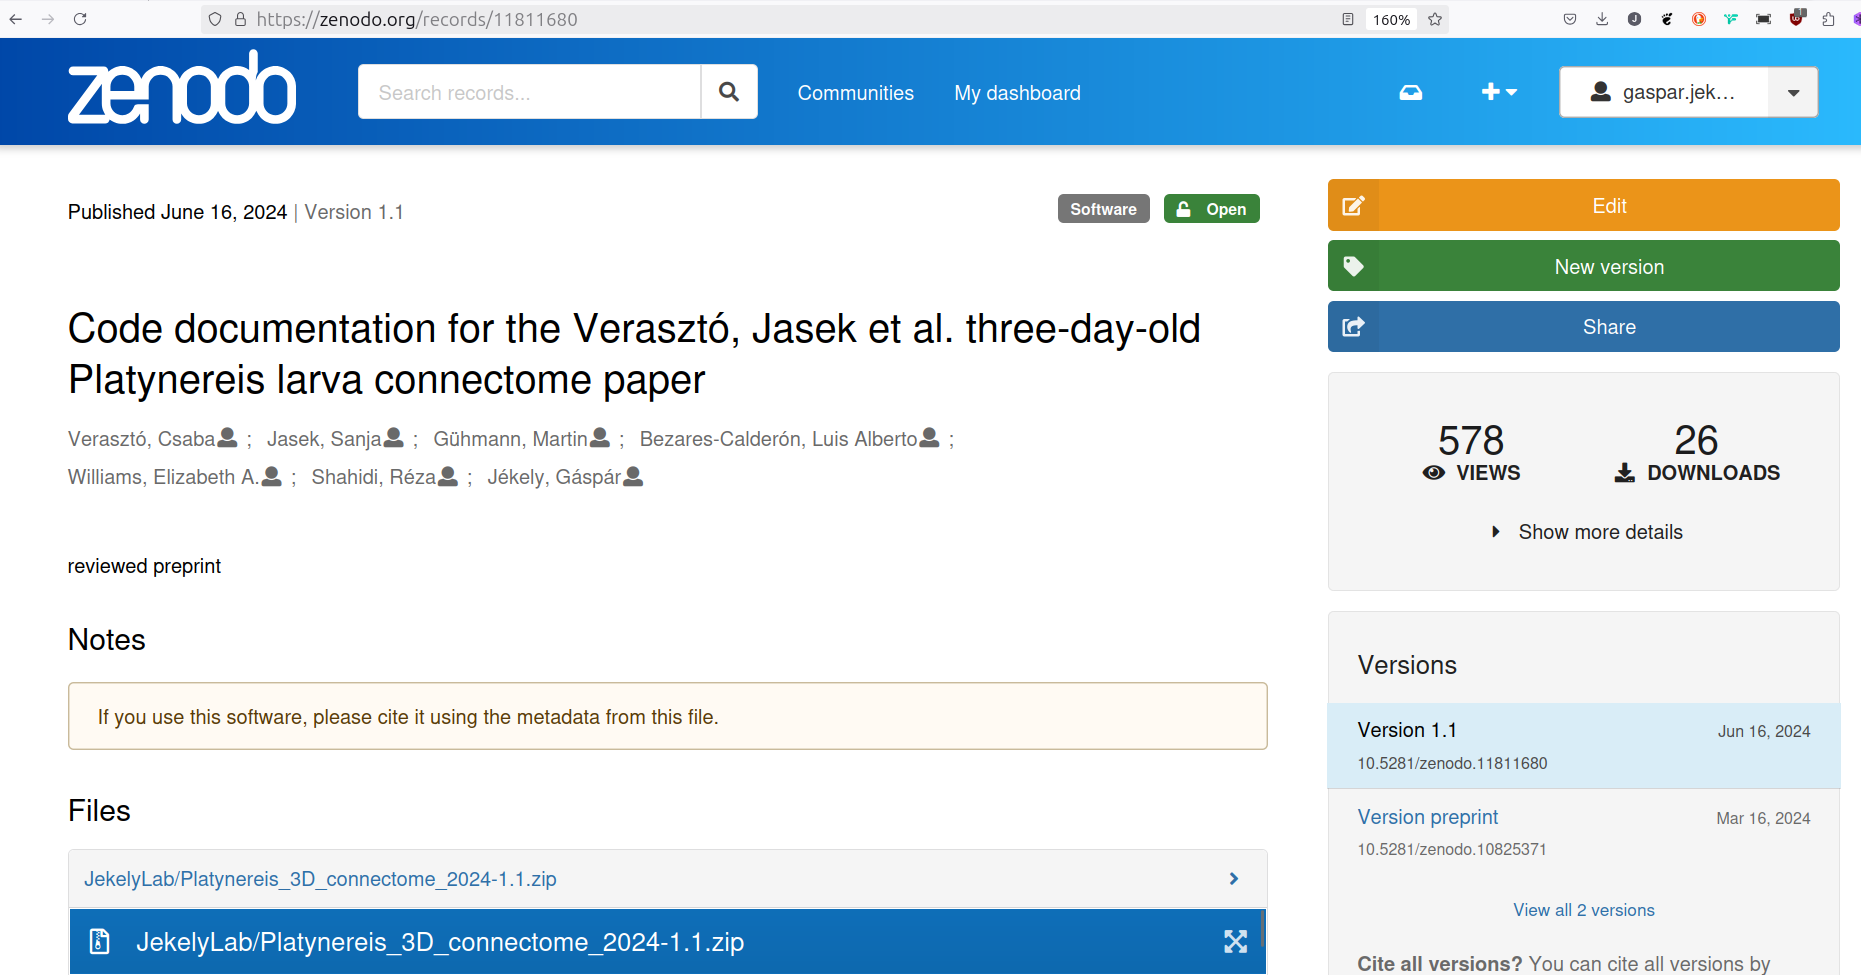 https://zenodo.org/records/11811680
160%
zenodo
Search records...
Communities
My dashboard
gaspar.jek...
Published June 16, 2024 | Version 1.1
Software
Open
Code documentation for the Verasztó, Jasek et al. three-day-old
Platynereis larva connectome paper
Verasztó, Csaba ; Jasek, Sanja ; Gühmann, Martin ; Bezares-Calderón, Luis Alberto ;
Williams, Elizabeth A. ; Shahidi, Réza ; Jékely, Gáspár
reviewed preprint
Notes
If you use this software, please cite it using the metadata from this file.
Files
JekelyLab/Platynereis_3D_connectome_2024-1.1.zip
JekelyLab/Platynereis_3D_connectome_2024-1.1.zip
Edit
New version
Share
578
VIEWS
26
DOWNLOADS
Show more details
Versions
Version 1.1
Jun 16, 2024
10.5281/zenodo.11811680
Version preprint
Mar 16, 2024
10.5281/zenodo.10825371
View all 2 versions
Cite all versions? You can cite all versions by